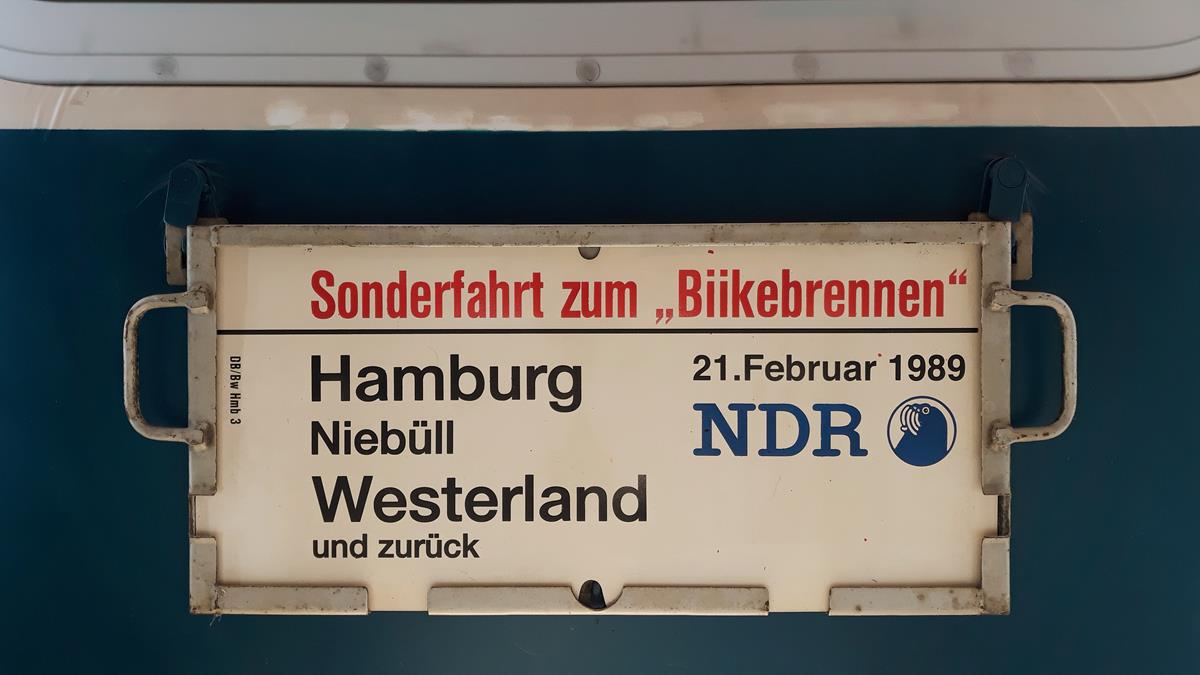 Sonderfahrt zum „Biikebrennen“
DB/Bw Hmb 3
Hamburg
21.Februar 1989
Niebüll
NDR
Westerland
und zurück